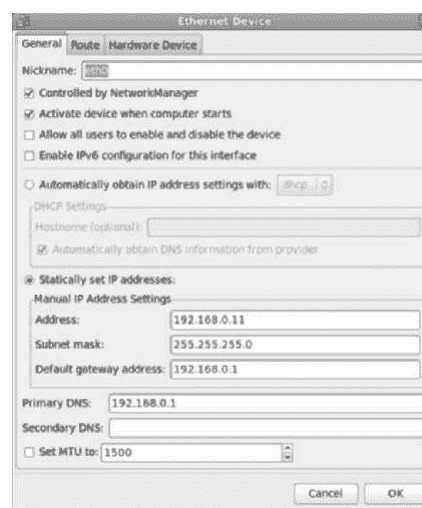 Ethernet Device
General Route Hardware Device
Nickname: eth0
Controlled by NetworkManager
Activate device when computer starts
Allow all users to enable and disable the device
Enable IPv6 configuration for this interface
Automatically obtain IP address settings with: dhcp
DHCP Settings
Hostname (optional):
Automatically obtain DNS information from provider
Statically set IP addresses:
Manual IP Address Settings
Address: 192.168.0.11
Subnet mask: 255.255.255.0
Default gateway address: 192.168.0.1
Primary DNS: 192.168.0.1
Secondary DNS:
Set MTU to: 1500
Cancel OK